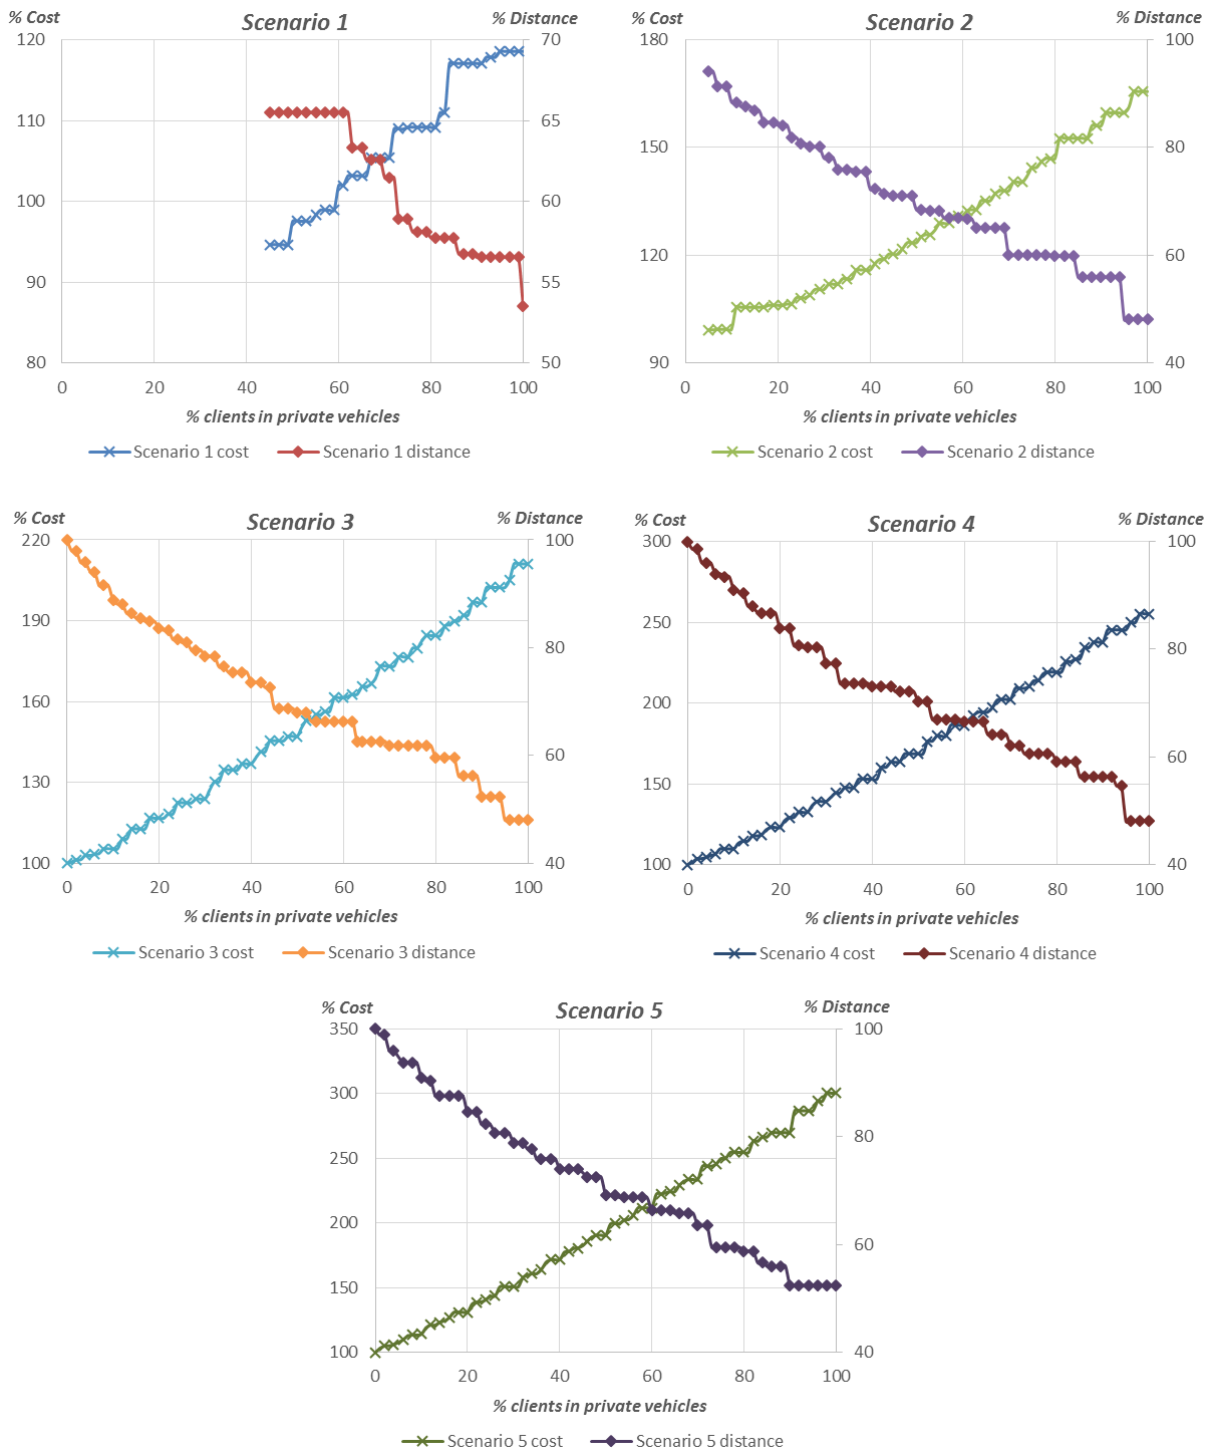 % Cost Scenario 1 % Distance
120 70
110 65
100 60
90 55
80 50
0 20 40 60 80 100
% clients in private vehicles
Scenario 1 cost Scenario 1 distance
% Cost Scenario 2 % Distance
180 100
150 80
120 60
90 40
0 20 40 60 80 100
% clients in private vehicles
Scenario 2 cost Scenario 2 distance
% Cost Scenario 3 % Distance
220 100
190
80
160
130 60
100 40
0 20 40 60 80 100
% clients in private vehicles
Scenario 3 cost Scenario 3 distance
% Cost Scenario 4 % Distance
300 100
250
80
200
150 60
100 40
0 20 40 60 80 100
% clients in private vehicles
Scenario 4 cost Scenario 4 distance
% Cost Scenario 5 % Distance
350 100
300
250 80
200
150 60
100 40
0 20 40 60 80 100
% clients in private vehicles
Scenario 5 cost Scenario 5 distance